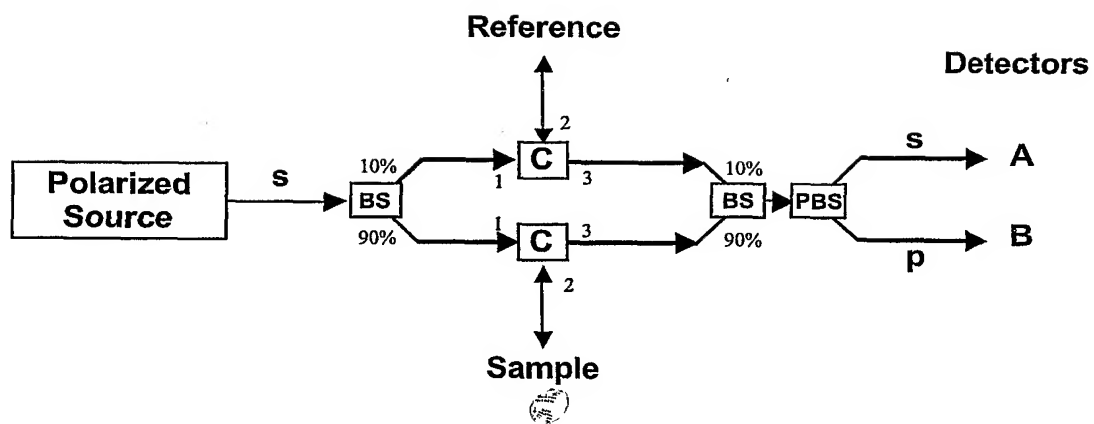 Reference
Detectors
2
10%
C
10%
s
A
Polarized
Source
s
1
3
BS
BS
PBS
90%
1
3
C
90%
B
p
2
Sample